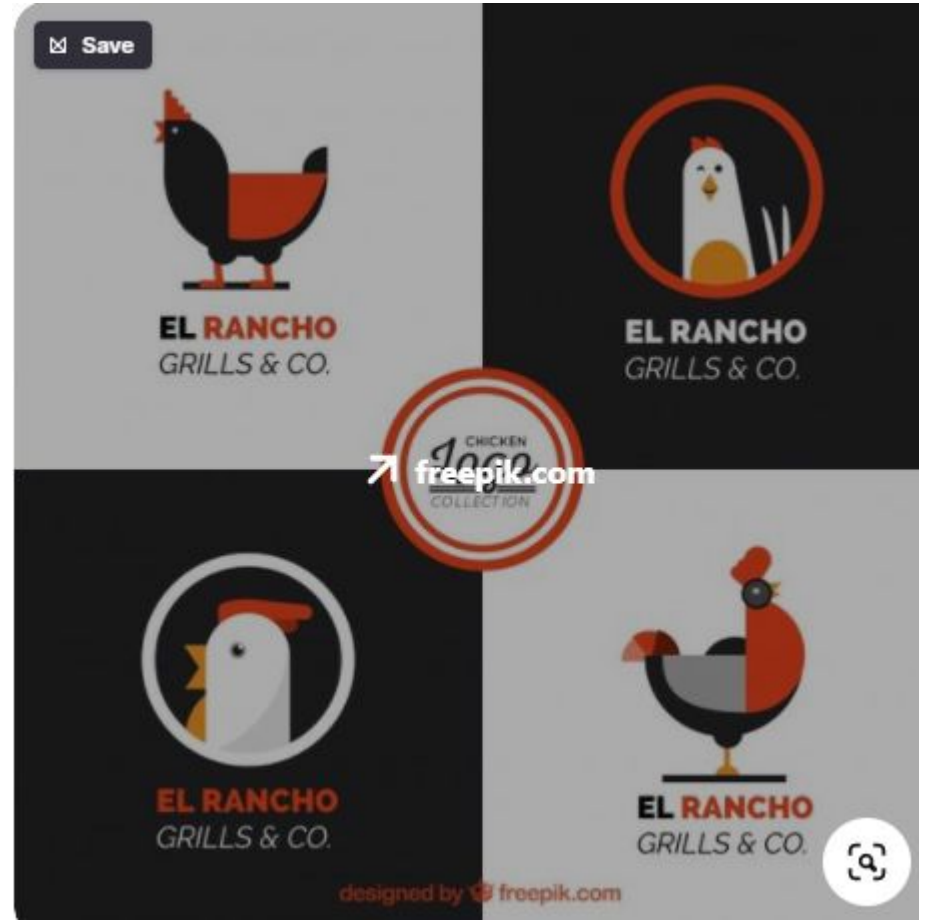 Save
EL RANCHO
GRILLS & CO.
EL RANCHO
GRILLS & CO.
CHICKEN
Logo
freepik.com
COLLECTION
EL RANCHO
GRILLS & CO.
EL RANCHO
GRILLS & CO.
designed by freepik.com